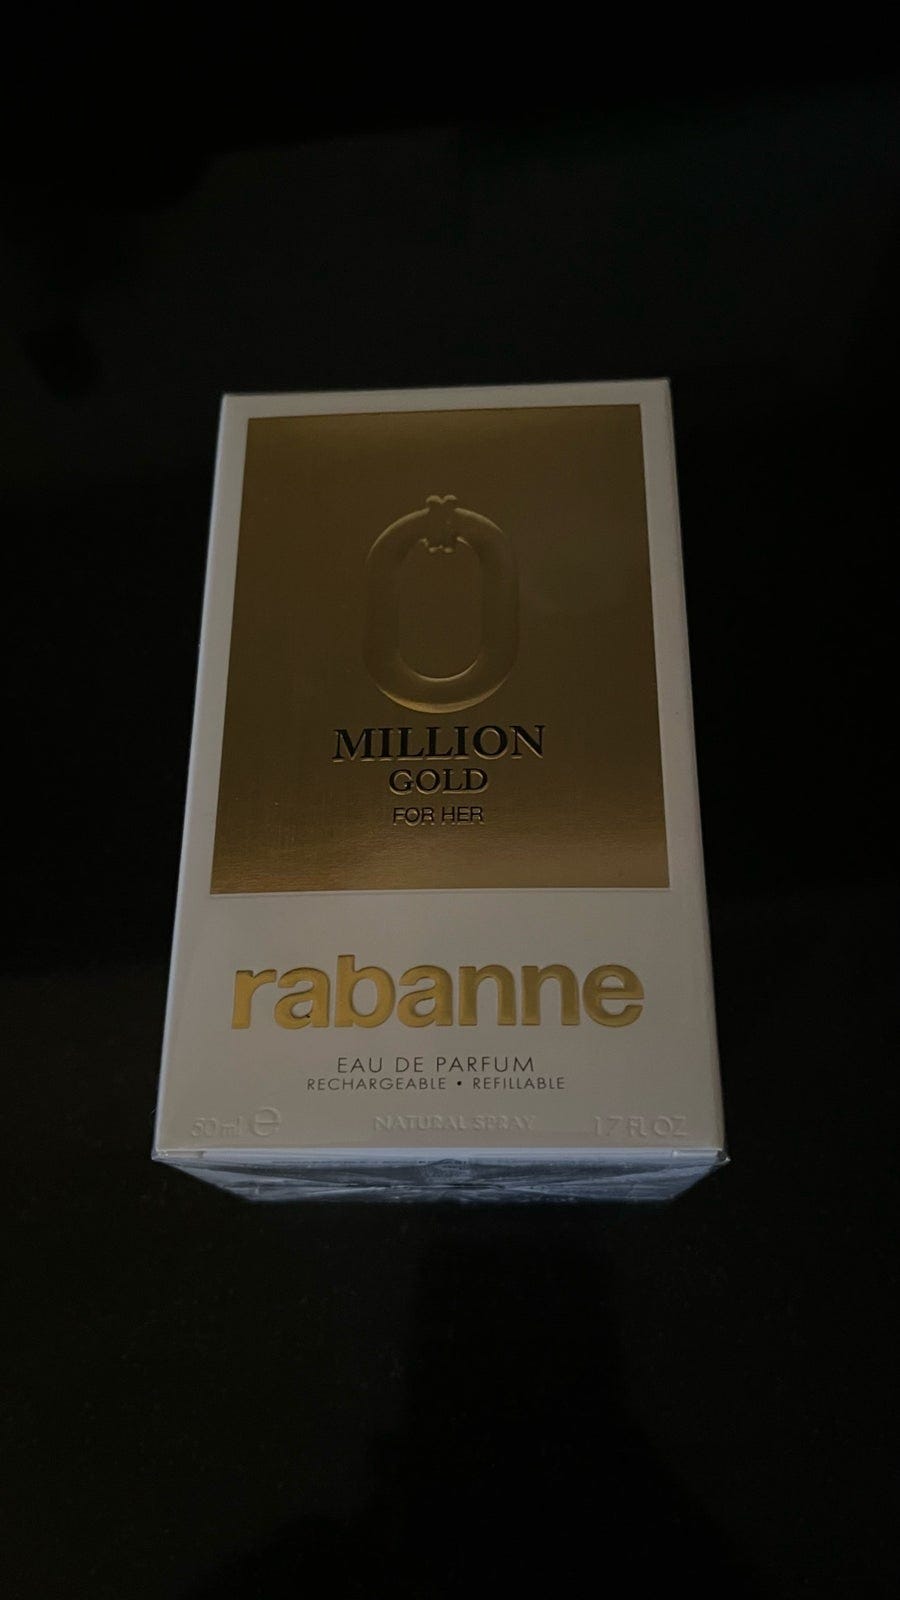 MILLION
GOLD
FOR HER
rabanne
EAU DE PARFUM
RECHARGEABLE • REFILLABLE
50 ml ℮ NATURAL SPRAY 1.7 FL OZ